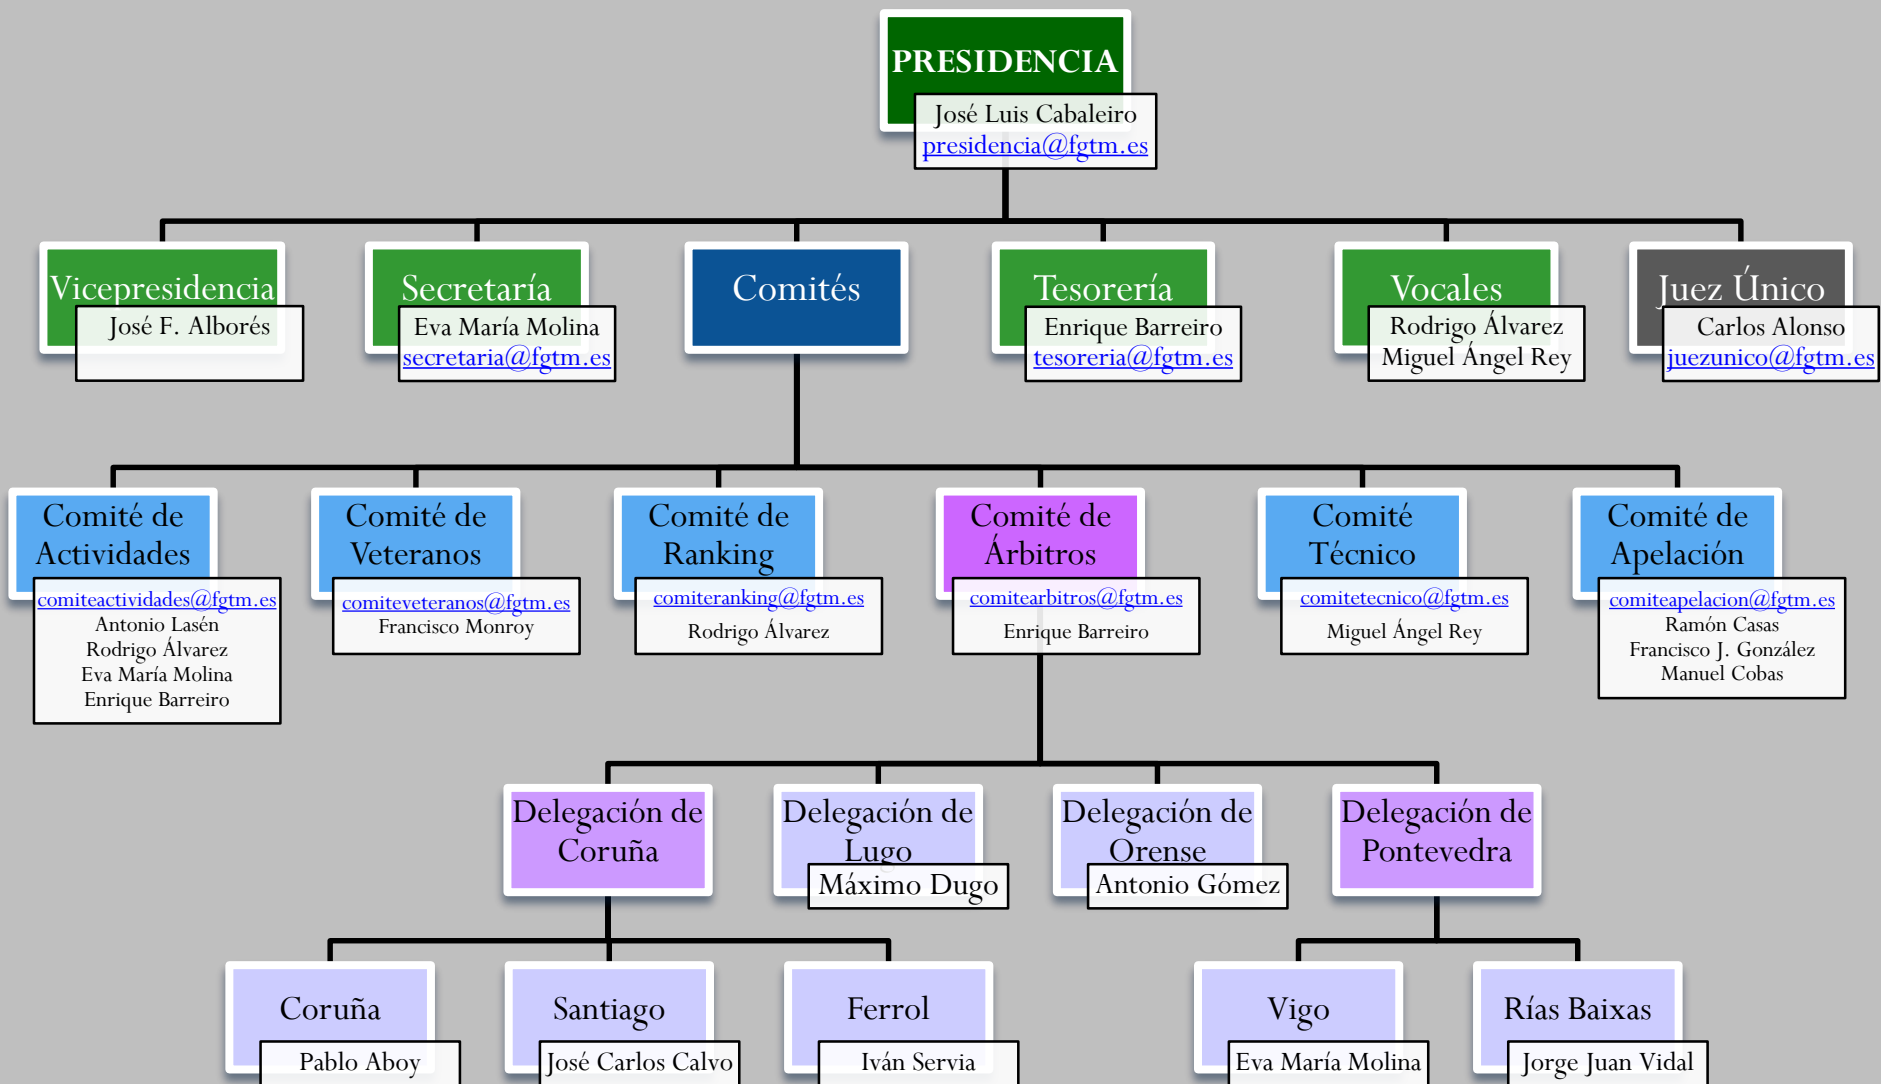 PRESIDENCIA
José Luis Cabaleiro
presidencia@fgtm.es
Vicepresidencia
José F. Alborés
Secretaría
Eva María Molina
secretaria@fgtm.es
Comités
Tesorería
Enrique Barreiro
tesoreria@fgtm.es
Vocales
Rodrigo Álvarez
Miguel Ángel Rey
Juez Único
Carlos Alonso
juezunico@fgtm.es
Comité de
Actividades
comiteactividades@fgtm.es
Antonio Lasén
Rodrigo Álvarez
Eva María Molina
Enrique Barreiro
Comité de
Veteranos
comiteveteranos@fgtm.es
Francisco Monroy
Comité de
Ranking
comiteranking@fgtm.es
Rodrigo Álvarez
Comité de
Árbitros
comitearbitros@fgtm.es
Enrique Barreiro
Comité
Técnico
comitetecnico@fgtm.es
Miguel Ángel Rey
Comité de
Apelación
comiteapelacion@fgtm.es
Ramón Casas
Francisco J. González
Manuel Cobas
Delegación de
Coruña
Delegación de
Lugo
Máximo Dugo
Delegación de
Orense
Antonio Gómez
Delegación de
Pontevedra
Coruña
Pablo Aboy
Santiago
José Carlos Calvo
Ferrol
Iván Servia
Vigo
Eva María Molina
Rías Baixas
Jorge Juan Vidal